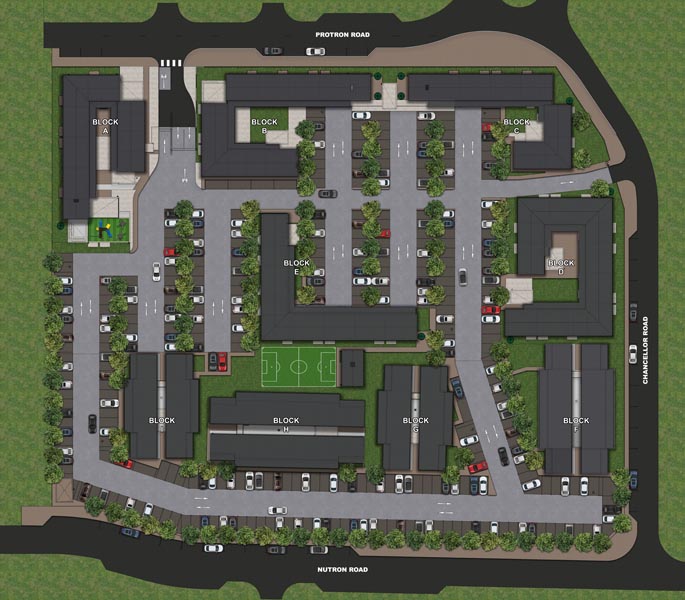 PROTRON ROAD
BLOCK
A
BLOCK
B
BLOCK
C
BLOCK
E
BLOCK
D
CHANCELLOR ROAD
BLOCK
BLOCK
H
BLOCK
G
BLOCK
F
NUTRON ROAD